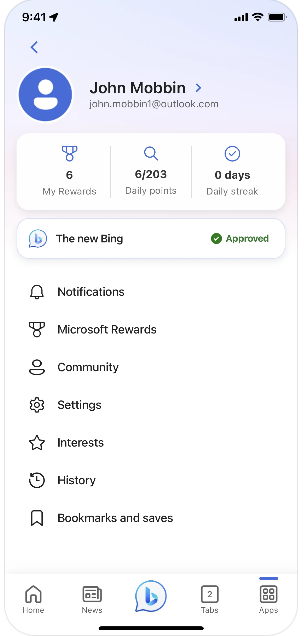 9:41
John Mobbin
john.mobbin1@outlook.com
6
My Rewards
6/203
Daily points
0 days
Daily streak
The new Bing
Approved
Notifications
Microsoft Rewards
Community
Settings
Interests
History
Bookmarks and saves
2
Home
News
Tabs
Apps